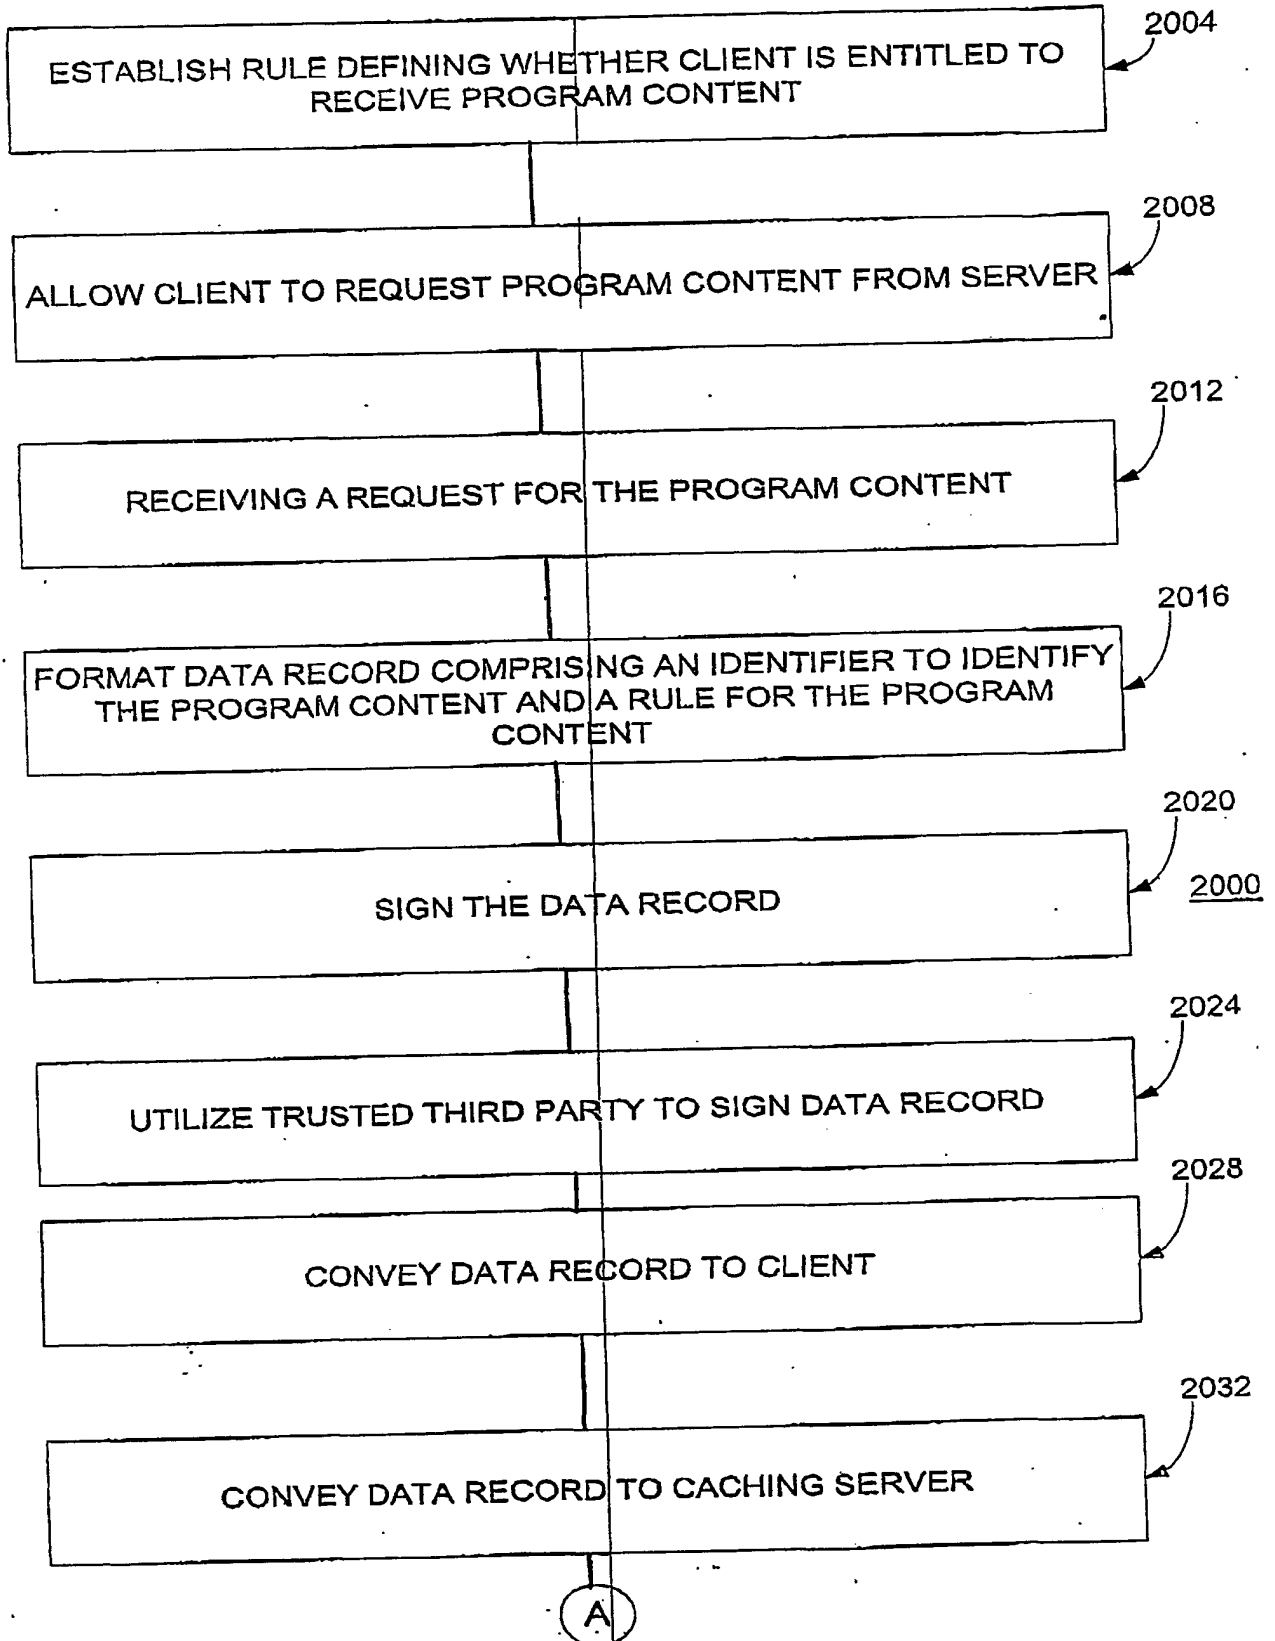 2004
ESTABLISH RULE DEFINING WHETHER CLIENT IS ENTITLED TO
RECEIVE PROGRAM CONTENT
2008
ALLOW CLIENT TO REQUEST PROGRAM CONTENT FROM SERVER
2012
RECEIVING A REQUEST FOR THE PROGRAM CONTENT
2016
FORMAT DATA RECORD COMPRISING AN IDENTIFIER TO IDENTIFY
THE PROGRAM CONTENT AND A RULE FOR THE PROGRAM
CONTENT
2020
SIGN THE DATA RECORD
2000
2024
UTILIZE TRUSTED THIRD PARTY TO SIGN DATA RECORD
2028
CONVEY DATA RECORD TO CLIENT
2032
CONVEY DATA RECORD TO CACHING SERVER
A